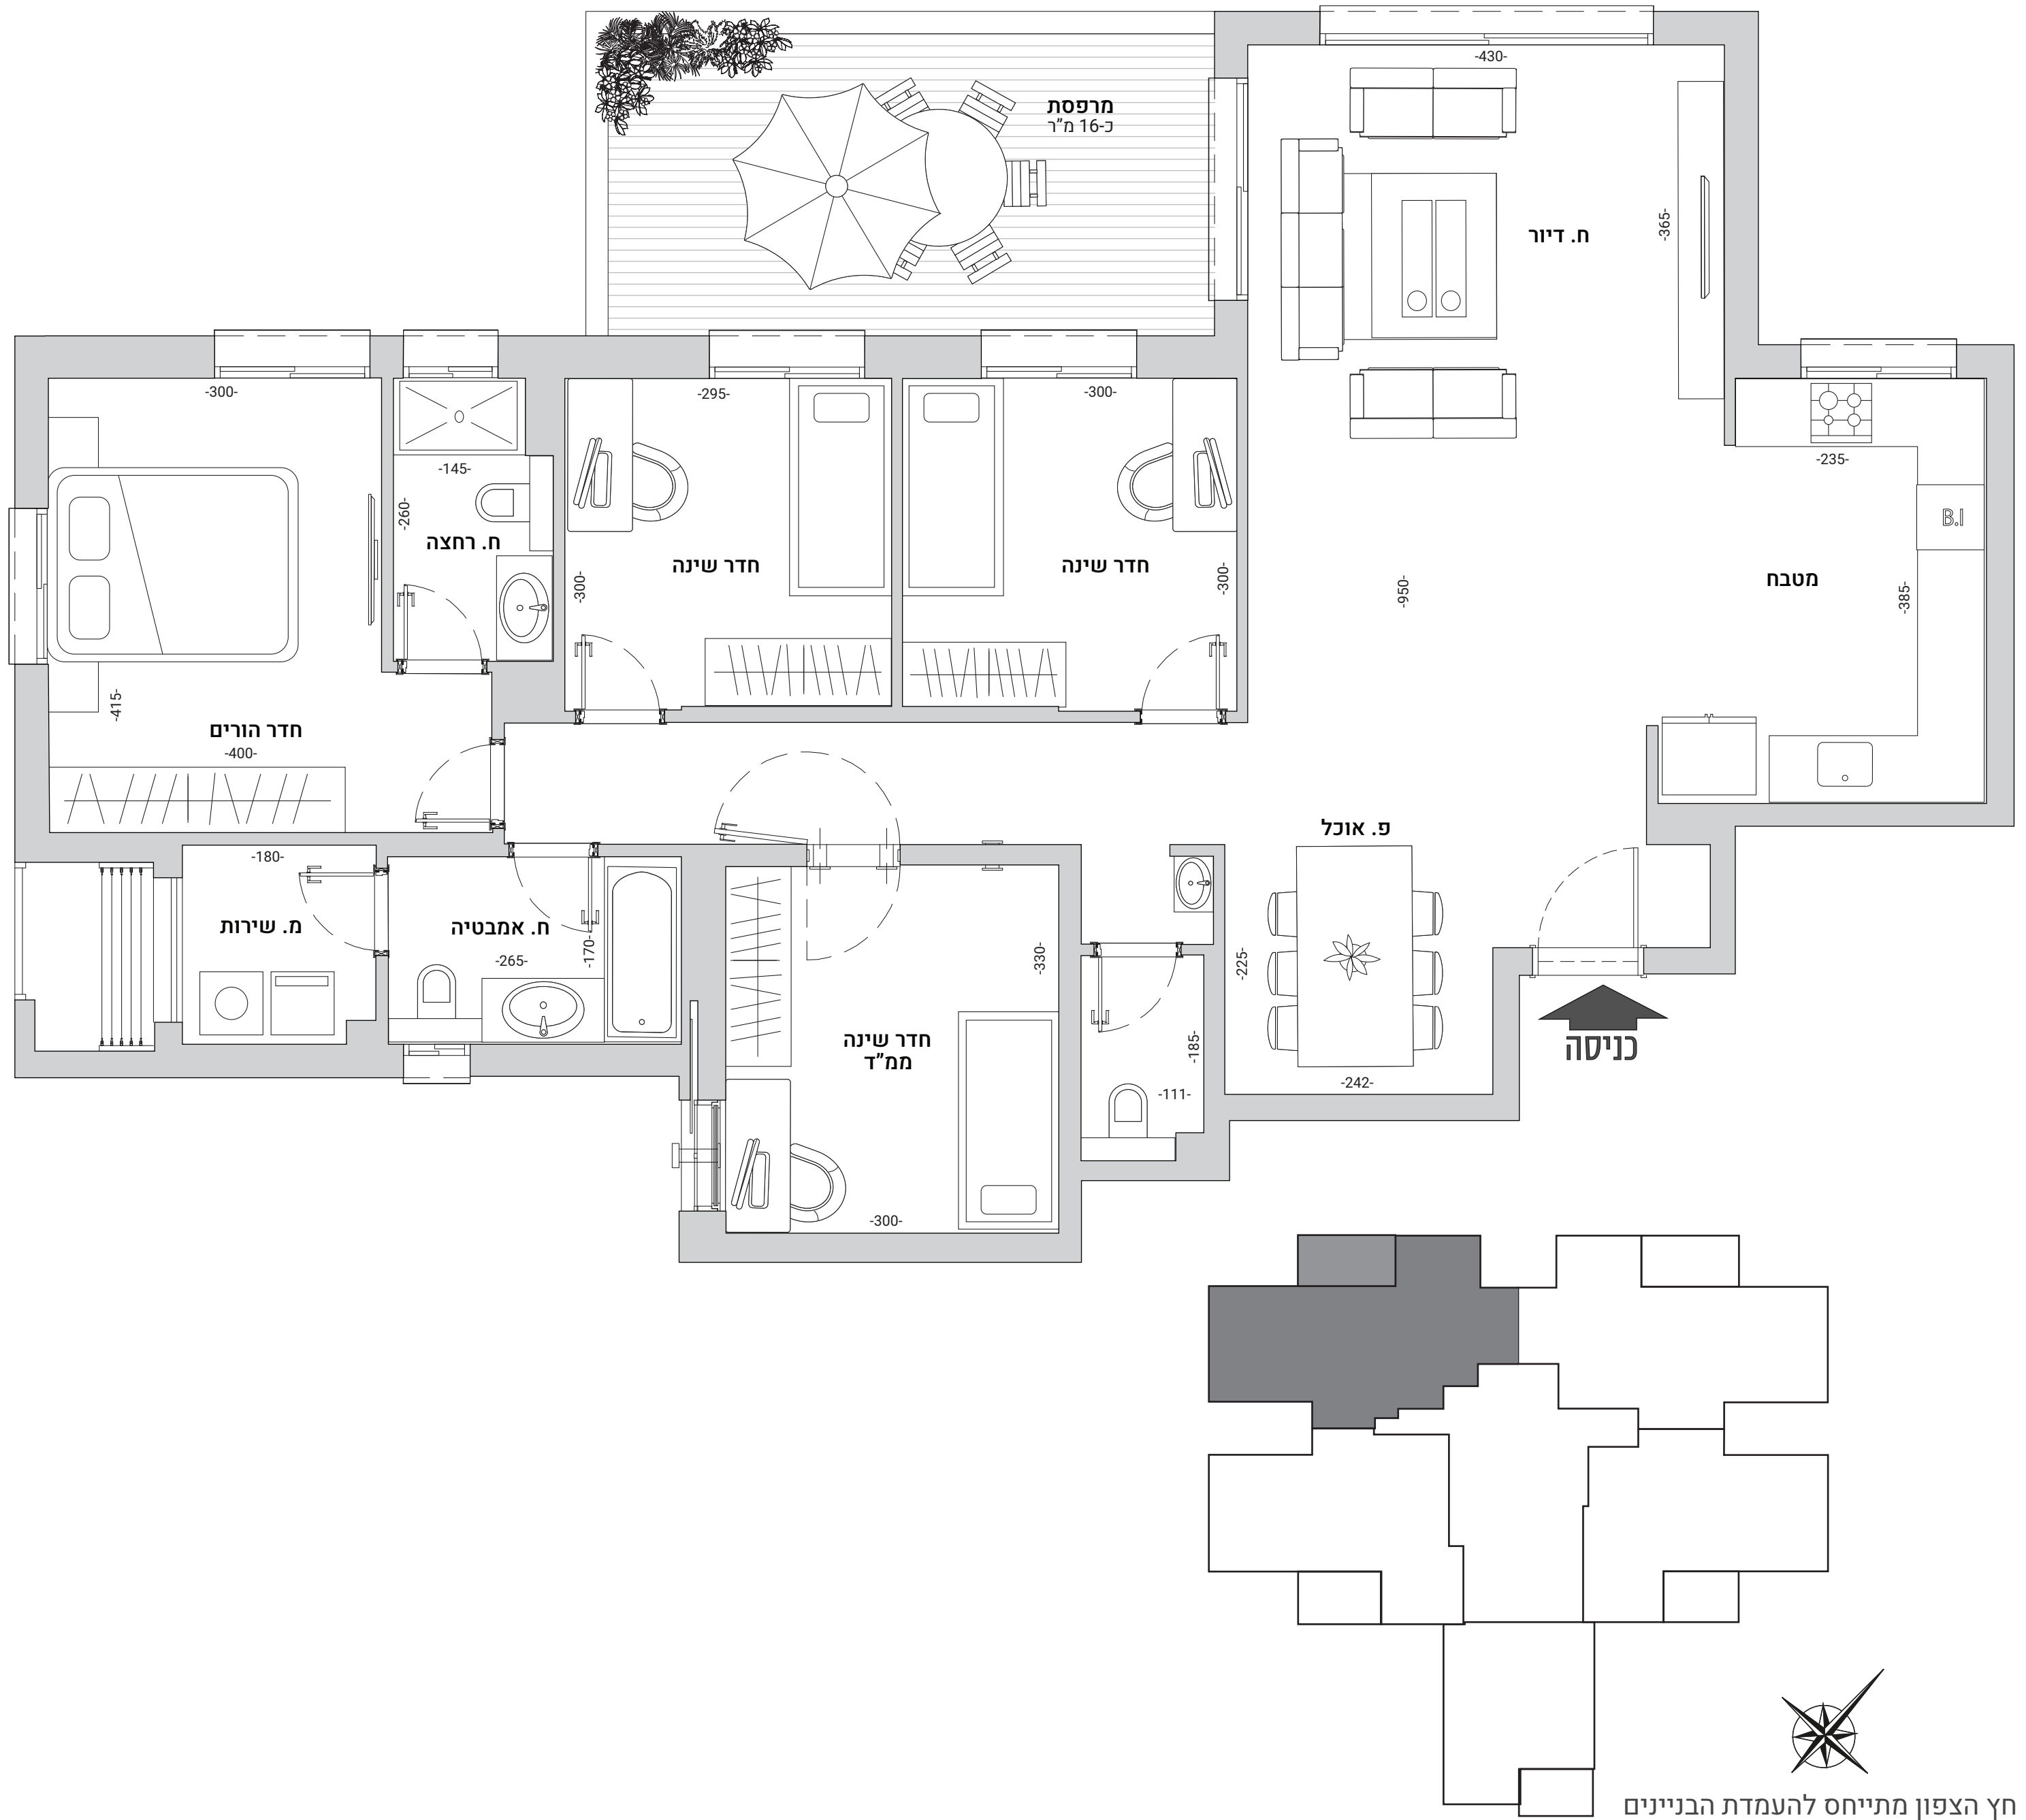 -430-
מרפסת
כ-16 מ״ר
-365-
ח. דיור
-300-
-295-
-300-
-145-
-235-
-260-
B.I
ח. רחצה
חדר שינה
חדר שינה
מטבח
-300-
-300-
-950-
-385-
-415-
חדר הורים
-400-
פ. אוכל
-180-
מ. שירות
ח. אמבטיה
-265-
-170-
-330-
-225-
חדר שינה
ממ״ד
-185-
כניסה
-111-
-242-
-300-
חץ הצפון מתייחס להעמדת הבניינים